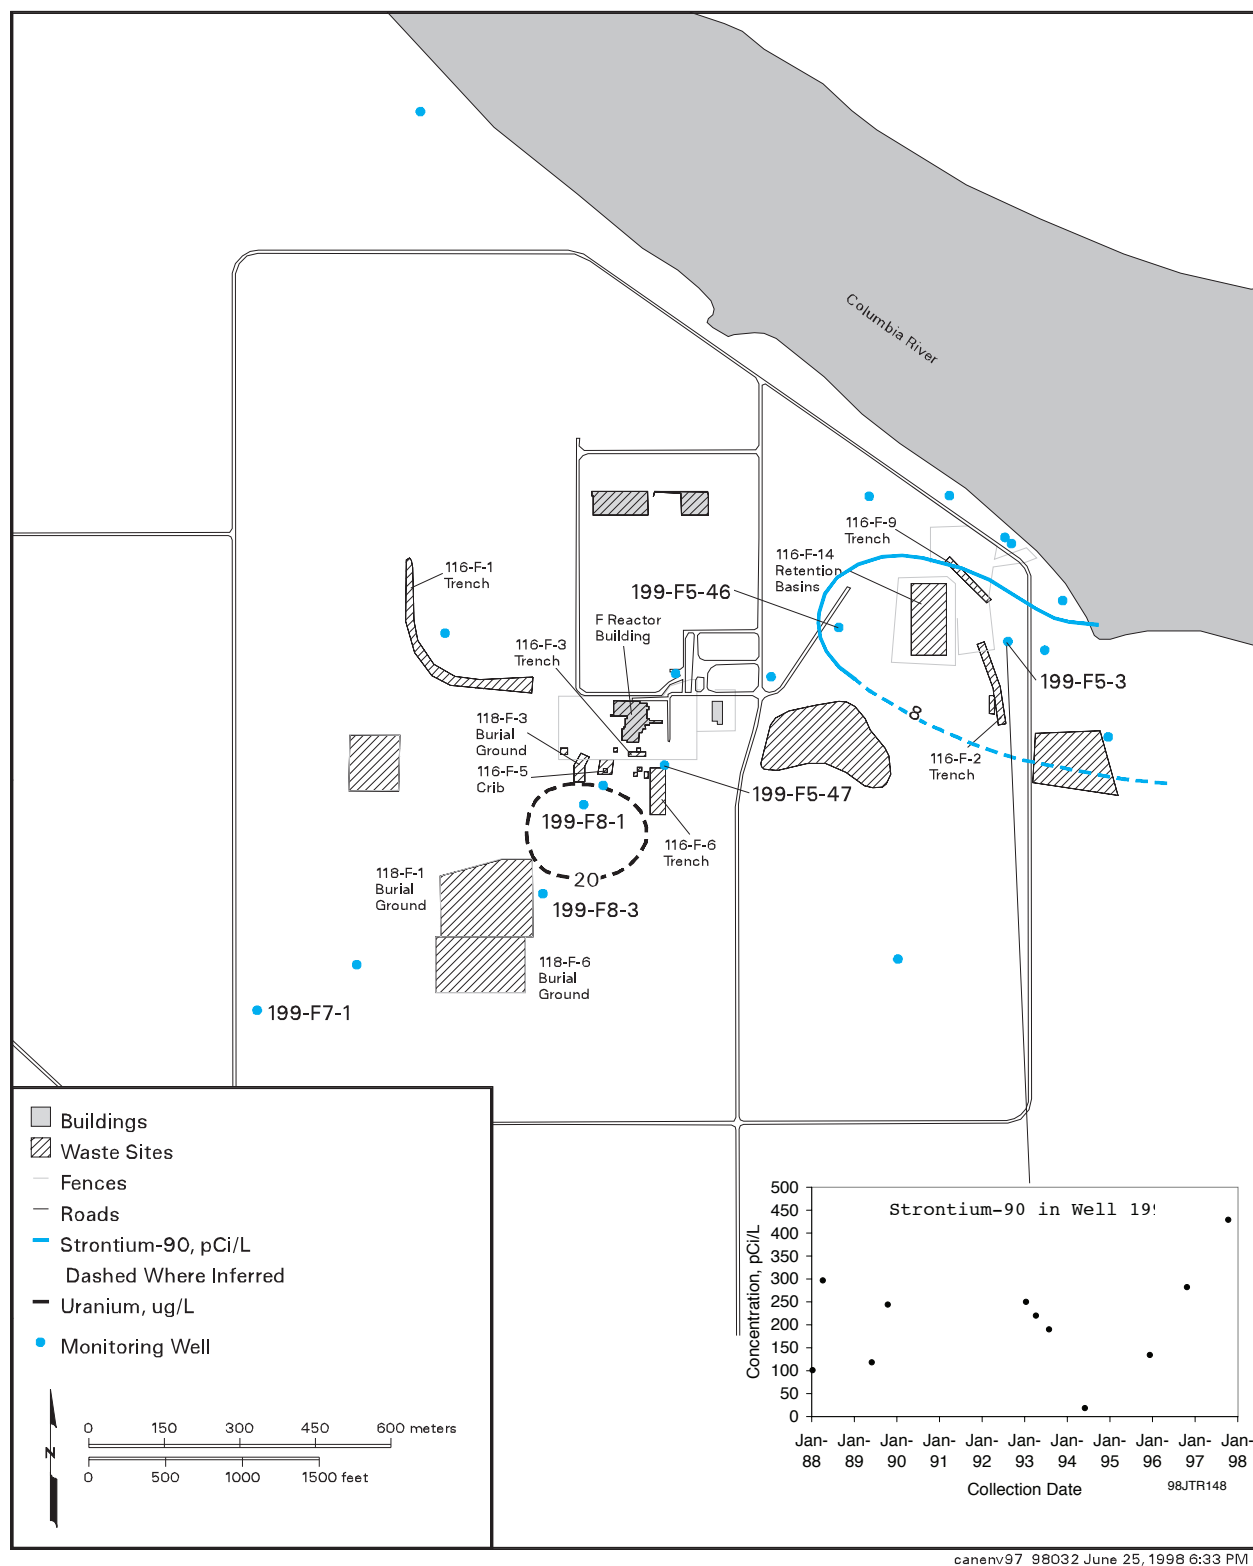 Columbia River
116-F-9
Trench
116-F-14
Retention
Basins
116-F-1
Trench
199-F5-46
F Reactor
Building
116-F-3
Trench
199-F5-3
118-F-3
Burial
Ground
8
116-F-2
Trench
116-F-5
Crib
199-F5-47
199-F8-1
116-F-6
Trench
118-F-1
Burial
Ground
20
199-F8-3
118-F-6
Burial
Ground
199-F7-1
Buildings
Waste Sites
Fences
Roads
Strontium-90, pCi/L
Dashed Where Inferred
Uranium, ug/L
Monitoring Well
N
0 150 300 450 600 meters
0 500 1000 1500 feet
Strontium-90 in Well 19
Concentration, pCi/L
500
450
400
350
300
250
200
150
100
50
0
Jan- Jan- Jan- Jan- Jan- Jan- Jan- Jan- Jan- Jan- Jan-
88 89 90 91 92 93 94 95 96 97 98
Collection Date
98JTR148
canenv97_98032 June 25, 1998 6:33 PM